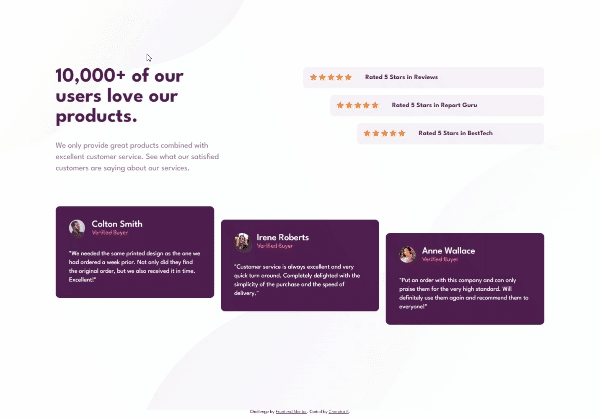 10,000+ of our
users love our
products.
We only provide great products combined with
excellent customer service. See what our satisfied
customers are saying about our services.
Rated 5 Stars in Reviews
Rated 5 Stars in Report Guru
Rated 5 Stars in BestTech
Colton Smith
Verified Buyer
"We needed the same printed design as the one we
had ordered a week prior. Not only did they find
the original order, but we also received it in time.
Excellent!"
Irene Roberts
Verified Buyer
"Customer service is always excellent and very
quick turn around. Completely delighted with the
simplicity of the purchase and the speed of
delivery."
Anne Wallace
Verified Buyer
"Put an order with this company and can only
praise them for the very high standard. Will
definitely use them again and recommend them to
everyone!"
Challenge by Frontend Mentor. Coded by